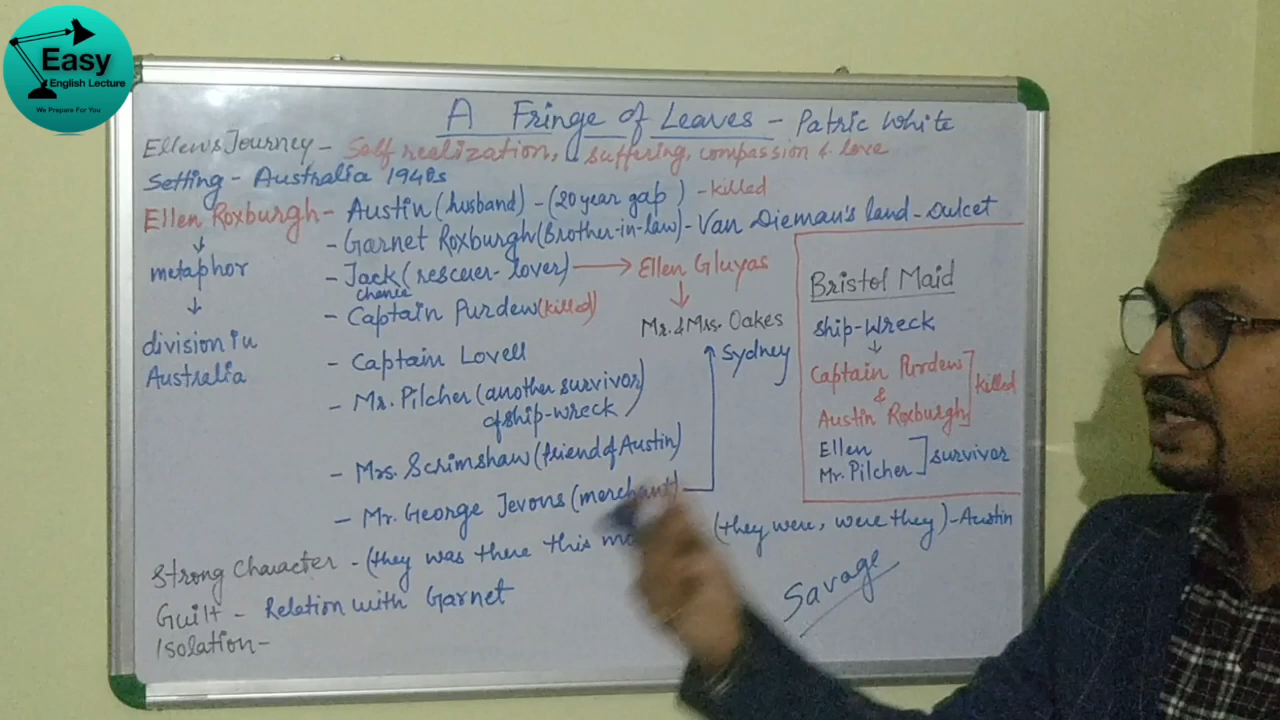 Easy
English Lecture
We Prepare For You
A Fringe of Leaves - Patric White
Ellen's Journey - Self realization, suffering, compassion & love
Setting - Australia 1940s
Ellen Roxburgh - Austin (husband) - (20 year gap) - killed
- Garnet Roxburgh (Brother-in-law) - Van Dieman's land - Dulcet
metaphor
- Jack (rescuer - lover) → Ellen Gluyas
chance
- Captain Purdew (killed)
Mr. & Mrs. Oakes
division in
Australia
- Captain Lovell
Sydney
- Mr. Pilcher (another survivor
of ship-wreck)
- Mrs. Scrimshaw (friend of Austin)
- Mr. George Jevons (merchant)
Bristol Maid
ship-wreck
Captain Purdew
&
Austin Roxburgh
killed
Ellen
Mr. Pilcher
survivor
Strong Character - (they was there this (they were, were they) - Austin
Guilt - Relation with Garnet
Savage
Isolation -